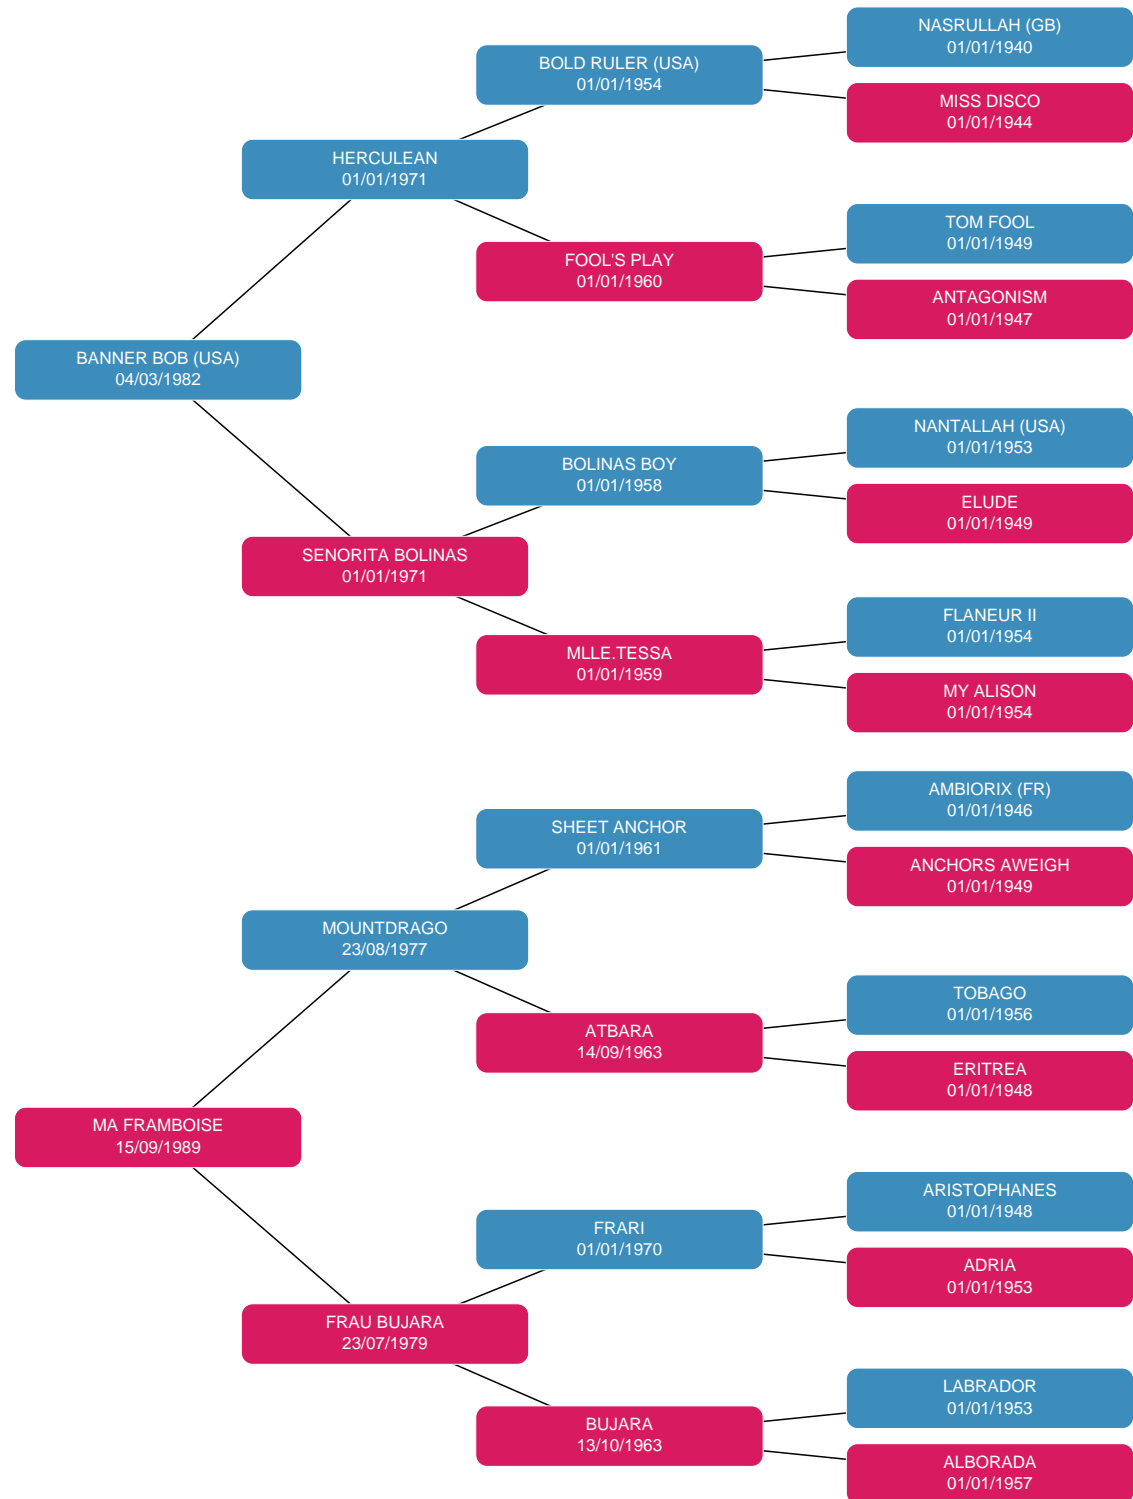 NASRULLAH (GB)
01/01/1940
BOLD RULER (USA)
01/01/1954
MISS DISCO
01/01/1944
HERCULEAN
01/01/1971
TOM FOOL
01/01/1949
FOOL'S PLAY
01/01/1960
ANTAGONISM
01/01/1947
BANNER BOB (USA)
04/03/1982
NANTALLAH (USA)
01/01/1953
BOLINAS BOY
01/01/1958
ELUDE
01/01/1949
SENORITA BOLINAS
01/01/1971
FLANEUR II
01/01/1954
MLLE.TESSA
01/01/1959
MY ALISON
01/01/1954
AMBIORIX (FR)
01/01/1946
SHEET ANCHOR
01/01/1961
ANCHORS AWEIGH
01/01/1949
MOUNTDRAGO
23/08/1977
TOBAGO
01/01/1956
ATBARA
14/09/1963
ERITREA
01/01/1948
MA FRAMBOISE
15/09/1989
ARISTOPHANES
01/01/1948
FRARI
01/01/1970
ADRIA
01/01/1953
FRAU BUJARA
23/07/1979
LABRADOR
01/01/1953
BUJARA
13/10/1963
ALBORADA
01/01/1957